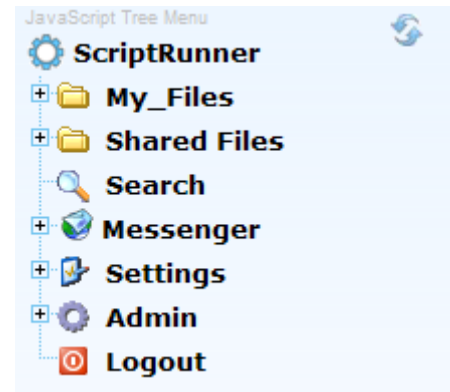 JavaScript Tree Menu
ScriptRunner
My_Files
Shared Files
Search
Messenger
Settings
Admin
Logout